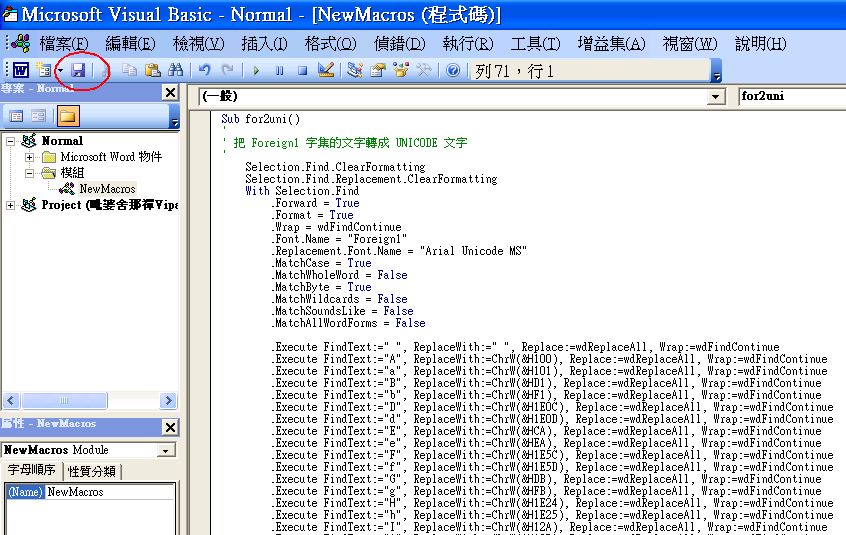 Microsoft Visual Basic - Normal - [NewMacros (程式碼)]
檔案(F) 編輯(E) 檢視(V) 插入(I) 格式(O) 偵錯(D) 執行(R) 工具(T) 增益集(A) 視窗(W) 說明(H)
列 71，行 1
專案 - Normal
Normal
Microsoft Word 物件
模組
NewMacros
Project (毗婆舍那禪Vipa
屬性 - NewMacros
NewMacros Module
字母順序 性質分類
(Name) NewMacros
(一般) for2uni
Sub for2uni()
'
' 把 Foreign1 字集的文字轉成 UNICODE 文字
'
Selection.Find.ClearFormatting
Selection.Find.Replacement.ClearFormatting
With Selection.Find
.Forward = True
.Format = True
.Wrap = wdFindContinue
.Font.Name = "Foreign1"
.Replacement.Font.Name = "Arial Unicode MS"
.MatchCase = True
.MatchWholeWord = False
.MatchByte = True
.MatchWildcards = False
.MatchSoundsLike = False
.MatchAllWordForms = False
.Execute FindText:=" ", ReplaceWith:=" ", Replace:=wdReplaceAll, Wrap:=wdFindContinue
.Execute FindText:="A", ReplaceWith:=ChrW(&H100), Replace:=wdReplaceAll, Wrap:=wdFindContinue
.Execute FindText:="a", ReplaceWith:=ChrW(&H101), Replace:=wdReplaceAll, Wrap:=wdFindContinue
.Execute FindText:="B", ReplaceWith:=ChrW(&HD1), Replace:=wdReplaceAll, Wrap:=wdFindContinue
.Execute FindText:="b", ReplaceWith:=ChrW(&HF1), Replace:=wdReplaceAll, Wrap:=wdFindContinue
.Execute FindText:="D", ReplaceWith:=ChrW(&H1E0C), Replace:=wdReplaceAll, Wrap:=wdFindContinue
.Execute FindText:="d", ReplaceWith:=ChrW(&H1E0D), Replace:=wdReplaceAll, Wrap:=wdFindContinue
.Execute FindText:="E", ReplaceWith:=ChrW(&HCA), Replace:=wdReplaceAll, Wrap:=wdFindContinue
.Execute FindText:="e", ReplaceWith:=ChrW(&HEA), Replace:=wdReplaceAll, Wrap:=wdFindContinue
.Execute FindText:="F", ReplaceWith:=ChrW(&H1E5C), Replace:=wdReplaceAll, Wrap:=wdFindContinue
.Execute FindText:="f", ReplaceWith:=ChrW(&H1E5D), Replace:=wdReplaceAll, Wrap:=wdFindContinue
.Execute FindText:="G", ReplaceWith:=ChrW(&HDB), Replace:=wdReplaceAll, Wrap:=wdFindContinue
.Execute FindText:="g", ReplaceWith:=ChrW(&HFB), Replace:=wdReplaceAll, Wrap:=wdFindContinue
.Execute FindText:="H", ReplaceWith:=ChrW(&H1E24), Replace:=wdReplaceAll, Wrap:=wdFindContinue
.Execute FindText:="h", ReplaceWith:=ChrW(&H1E25), Replace:=wdReplaceAll, Wrap:=wdFindContinue
.Execute FindText:="I", ReplaceWith:=ChrW(&H12A), Replace:=wdReplaceAll, Wrap:=wdFindContinue